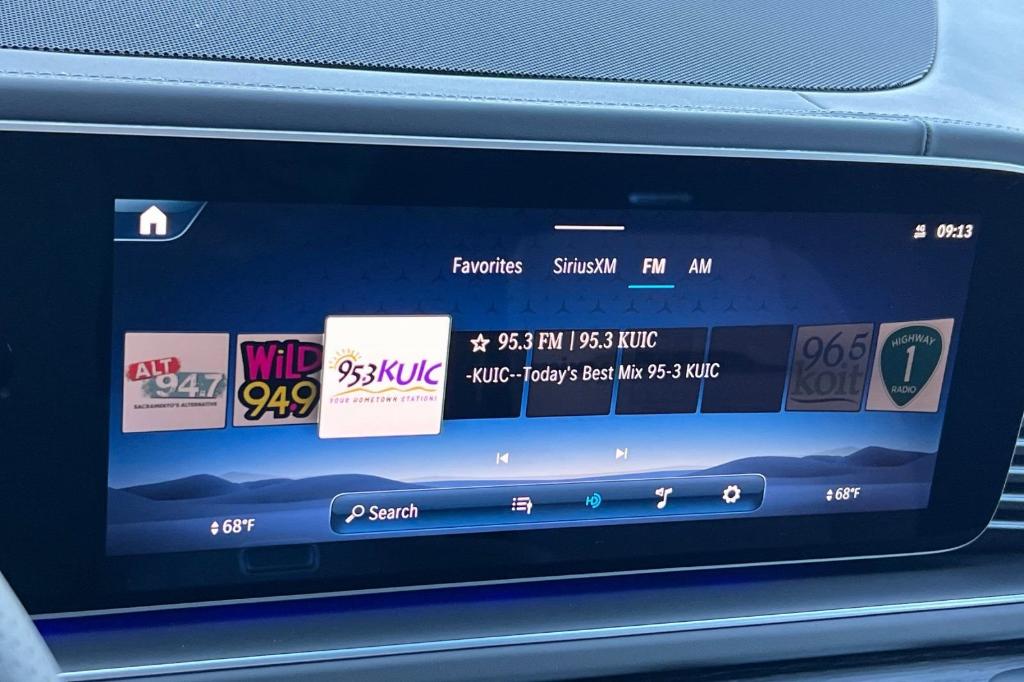 4G
09:13
Favorites SiriusXM FM AM
ALT
94.7
SACRAMENTO'S ALTERNATIVE
WiLD
94.9
95.3 KUIC
YOUR HOMETOWN STATION!
95.3 FM | 95.3 KUIC
-KUIC--Today's Best Mix 95-3 KUIC
96.5
koit
HIGHWAY
1
RADIO
68°F
Search
HD
68°F